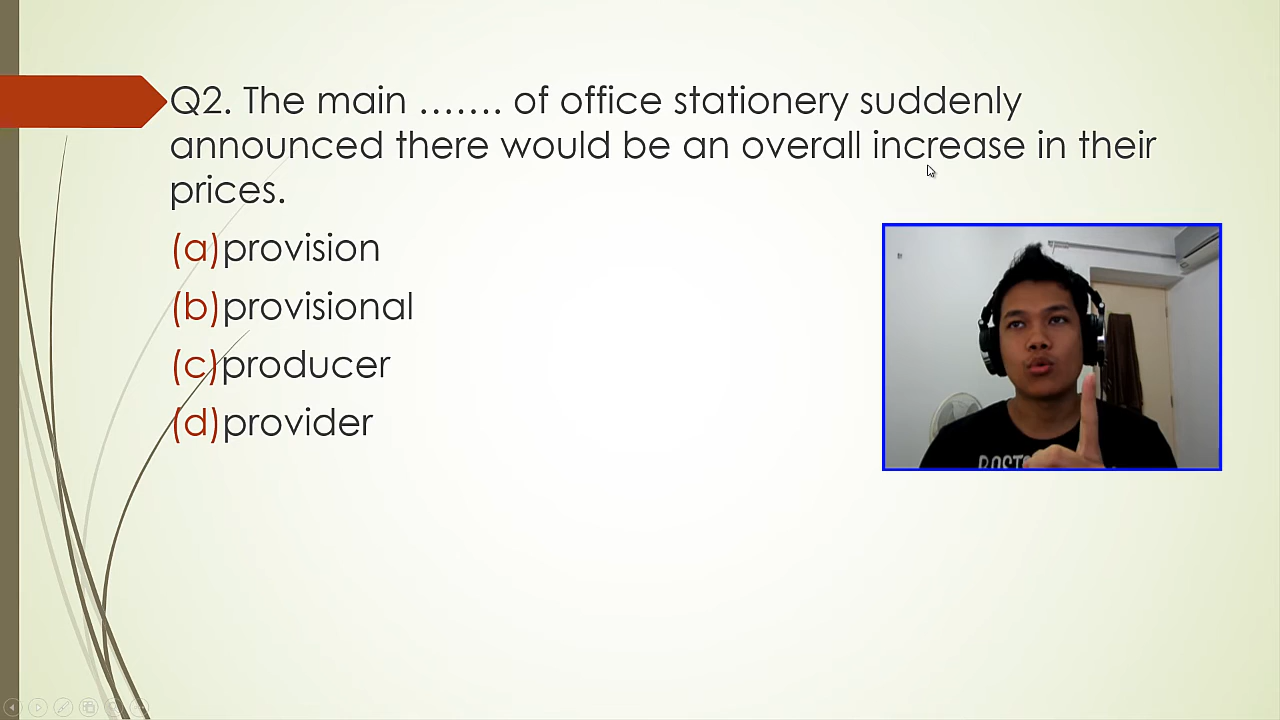 Q2. The main ……. of office stationery suddenly
announced there would be an overall increase in their
prices.
(a)provision
(b)provisional
(c)producer
(d)provider